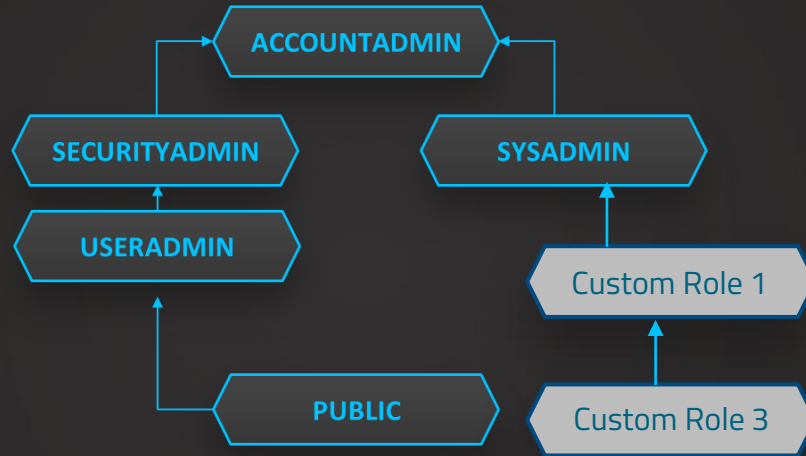 ACCOUNTADMIN
SECURITYADMIN
SYSADMIN
USERADMIN
Custom Role 1
PUBLIC
Custom Role 3